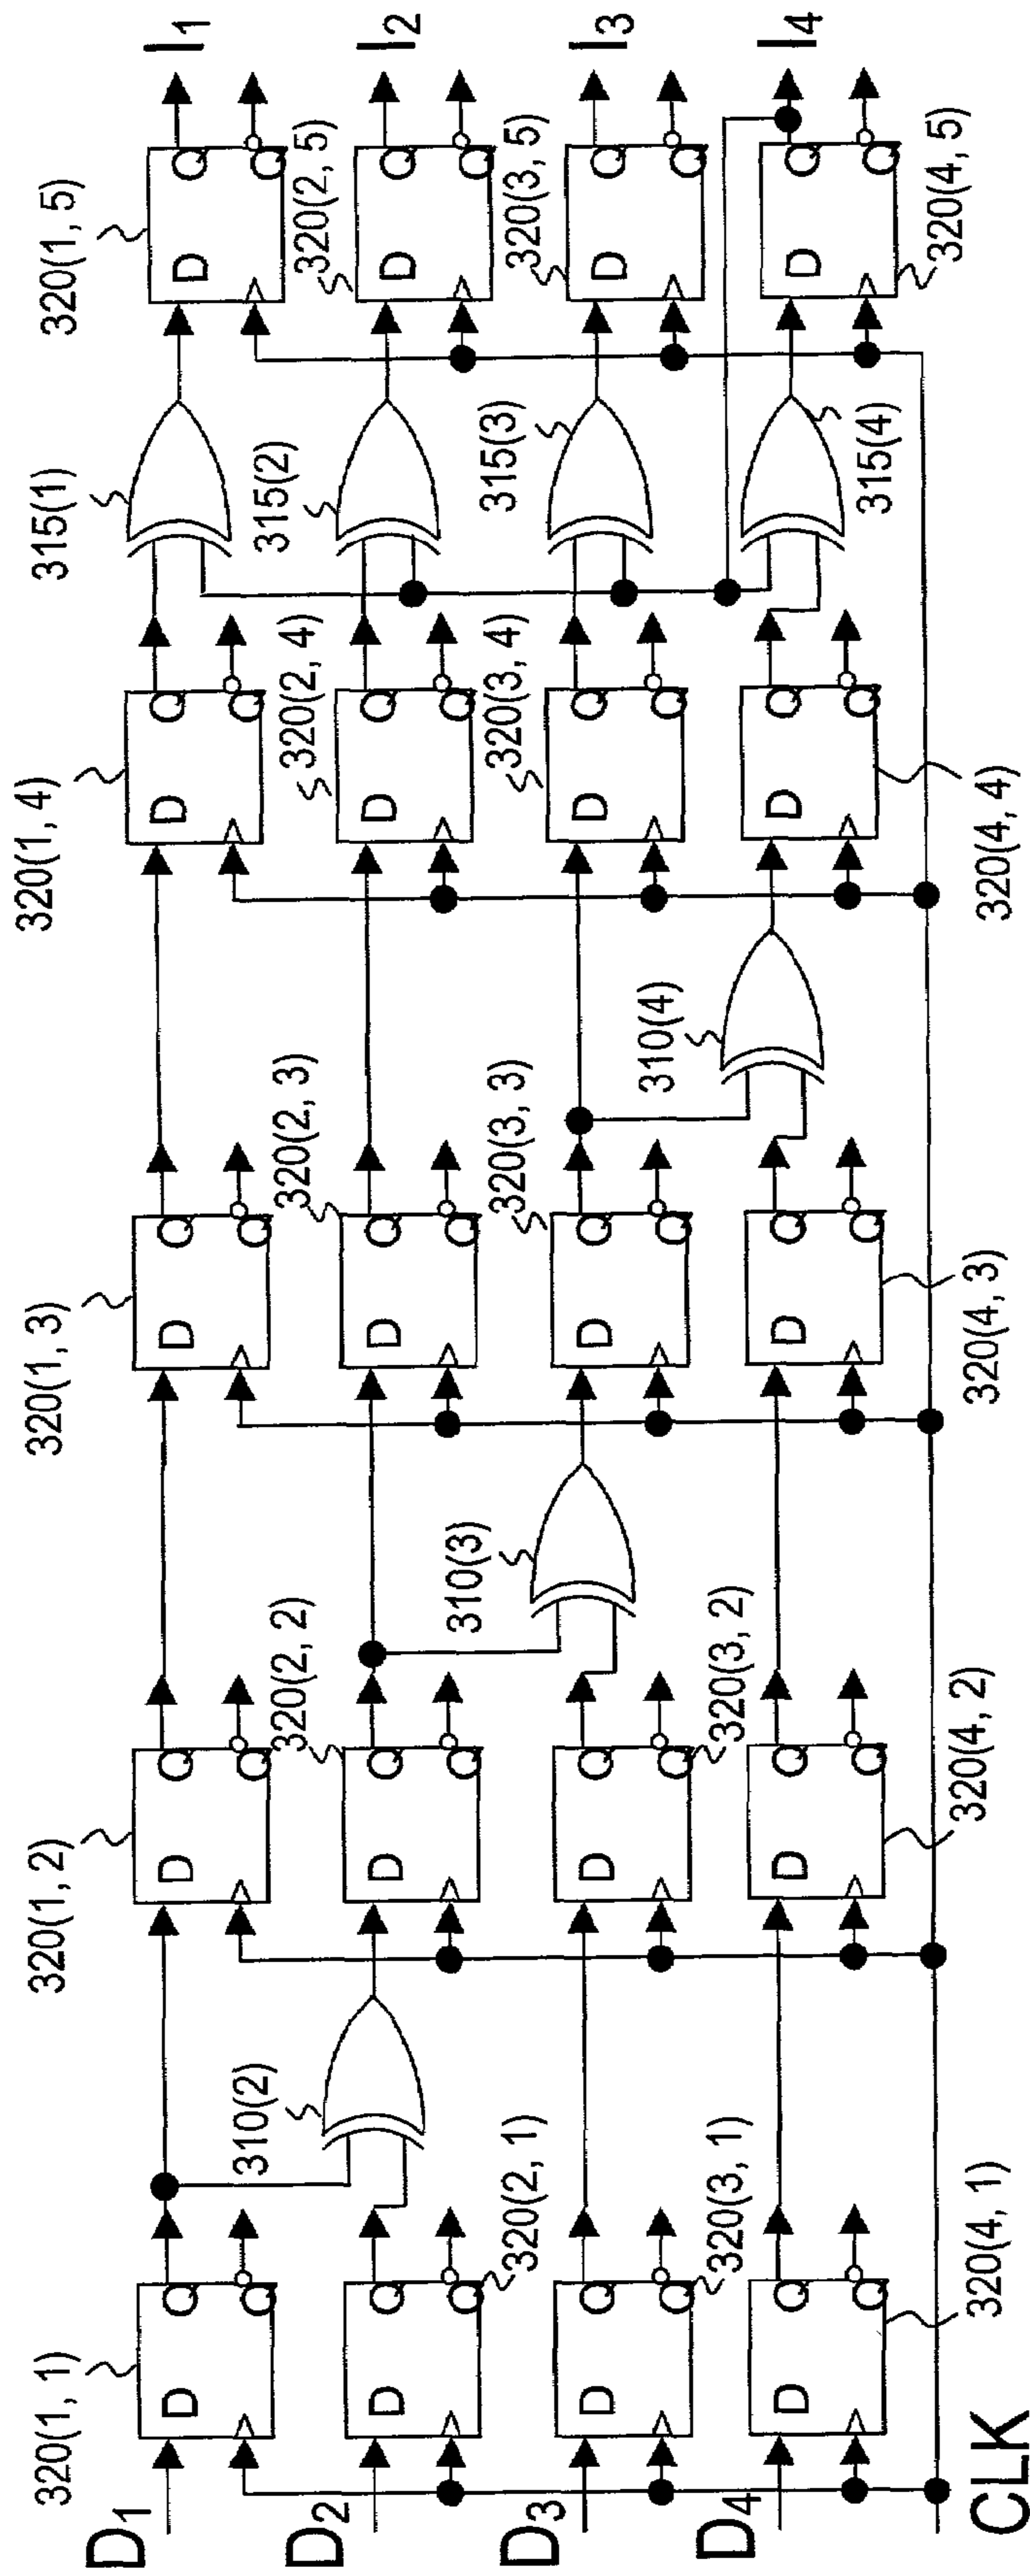 D1
D2
D3
D4
CLK
320(1, 1)
320(2, 1)
320(3, 1)
320(4, 1)
D
Q
Q
D
Q
Q
D
Q
Q
D
Q
Q
310(2)
320(1, 2)
320(2, 2)
320(3, 2)
320(4, 2)
D
Q
Q
D
Q
Q
D
Q
Q
D
Q
Q
310(3)
320(1, 3)
320(2, 3)
320(3, 3)
320(4, 3)
D
Q
Q
D
Q
Q
D
Q
Q
D
Q
Q
310(4)
320(1, 4)
320(2, 4)
320(3, 4)
320(4, 4)
D
Q
Q
D
Q
Q
D
Q
Q
D
Q
Q
315(1)
315(2)
315(3)
315(4)
320(1, 5)
320(2, 5)
320(3, 5)
320(4, 5)
D
Q
Q
D
Q
Q
D
Q
Q
D
Q
Q
I1
I2
I3
I4